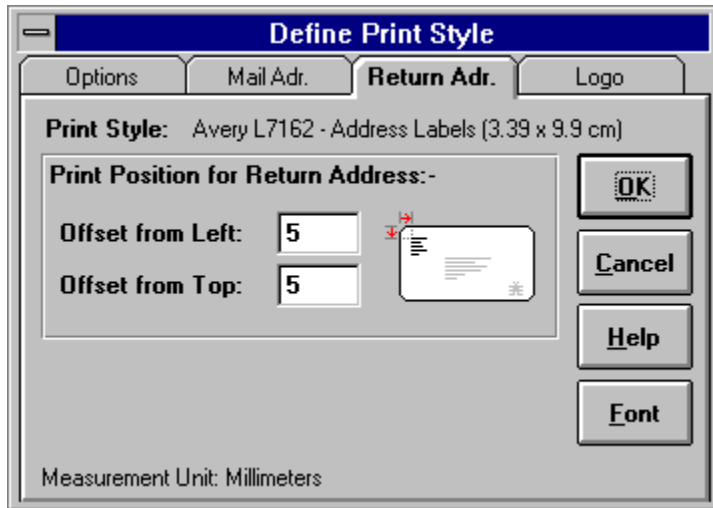 Define Print Style
Options Mail Adr. Return Adr. Logo
Print Style: Avery L7162 - Address Labels (3.39 x 9.9 cm)
Print Position for Return Address:-
OK
Offset from Left: 5
Cancel
Offset from Top: 5
Help
Font
Measurement Unit: Millimeters